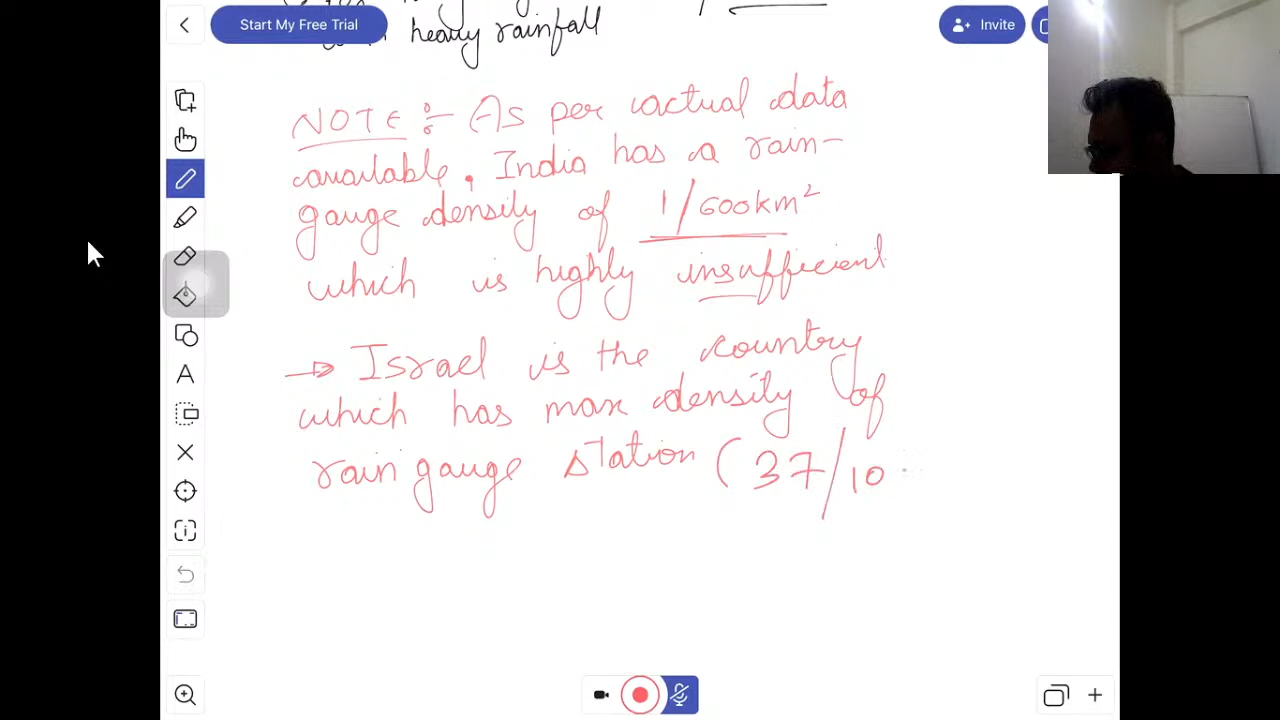 Start My Free Trial
Invite
heavy rainfall
NOTE :- As per actual data
available, India has a rain-
gauge density of 1/600km²
which is highly insufficient
→ Israel is the country
which has max density of
rain gauge station (37/10
A